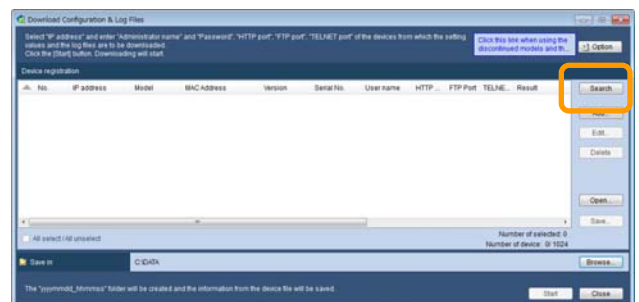 Download Configuration & Log Files
Select "IP address" and enter "Administrator name" and "Password", "HTTP port", "FTP port", "TELNET port" of the devices from which the setting
values and the log files are to be downloaded.
Click the [Start] button. Downloading will start.
Click this link when using the
discontinued models and th...
Option
Device registration
No. IP address Model MAC Address Version Serial No. User name HTTP ... FTP Port TELNE... Result
Search
Add...
Edit...
Delete
Open...
Save...
All select / All unselect
Number of selected: 0
Number of device: 0/ 1024
Save in C:\DATA Browse...
The "yyyymmdd_hhmmss" folder will be created and the information from the device file will be saved.
Start Close